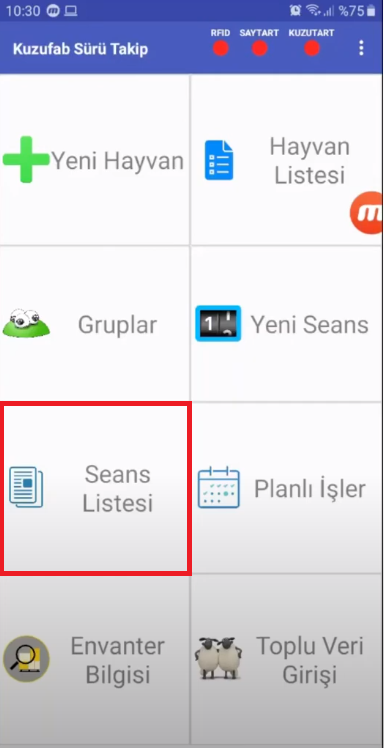 10:30 %75
RFID SAYTART KUZUTART
Kuzufab Sürü Takip
Yeni Hayvan
Hayvan
Listesi
m
Gruplar
1 Yeni Seans
Seans
Listesi
Planlı İşler
Envanter
Bilgisi
Toplu Veri
Girişi